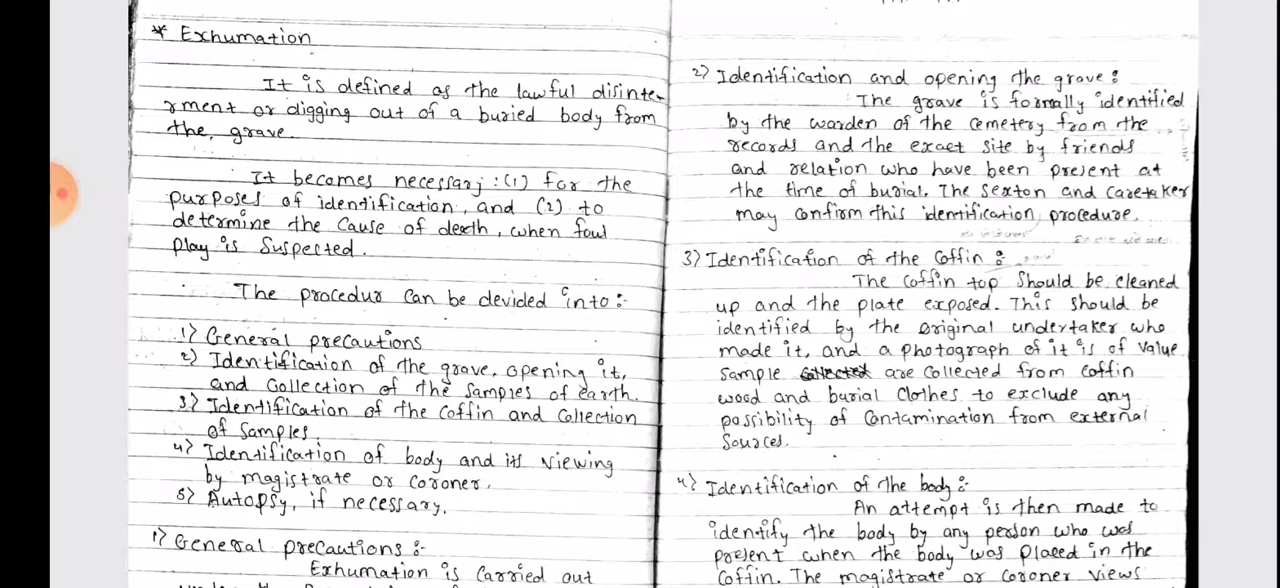 * Exhumation
It is defined as the lawful disinte-
rment or digging out of a buried body from
the, grave.
It becomes necessarj : (1) for the
purposes of identification, and (2) to
determine the Cause of death, when foul
play is Suspected.
The procedur can be devided into :-
1) General precautions
2) Identification of the grave, opening it,
and Collection of the Samples of earth.
3) Identification of the Coffin and Collection
of Samples.
4) Identification of body and its viewing
by magistrate or Coroner.
5) Autopsy, if necessary.
1) General precautions :-
Exhumation is Carried out
2) Identification and opening the grave :
The grave is formally identified
by the warden of the Cemetery from the
records and the exact site by friends
and relation who have been present at
the time of burial. The Sexton and Caretaker
may Confirm this identification, procedure.
3) Identification of the Coffin :
The Coffin top Should be cleaned
up and the plate exposed. This should be
identified by the original undertaker who
made it, and a photograph of it is of value
Sample Collected are Collected from Coffin
wood and burial Clothes to exclude any
possibility of Contamination from external
Sources.
4) Identification of the body :-
An attempt is then made to
identify the body by any person who was
present when the body was placed in the
Coffin. The magistrate or Coroner views